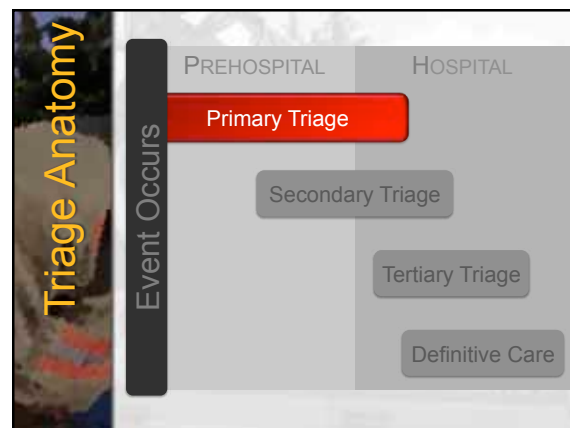 Triage Anatomy
Event Occurs
PREHOSPITAL
HOSPITAL
Primary Triage
Secondary Triage
Tertiary Triage
Definitive Care